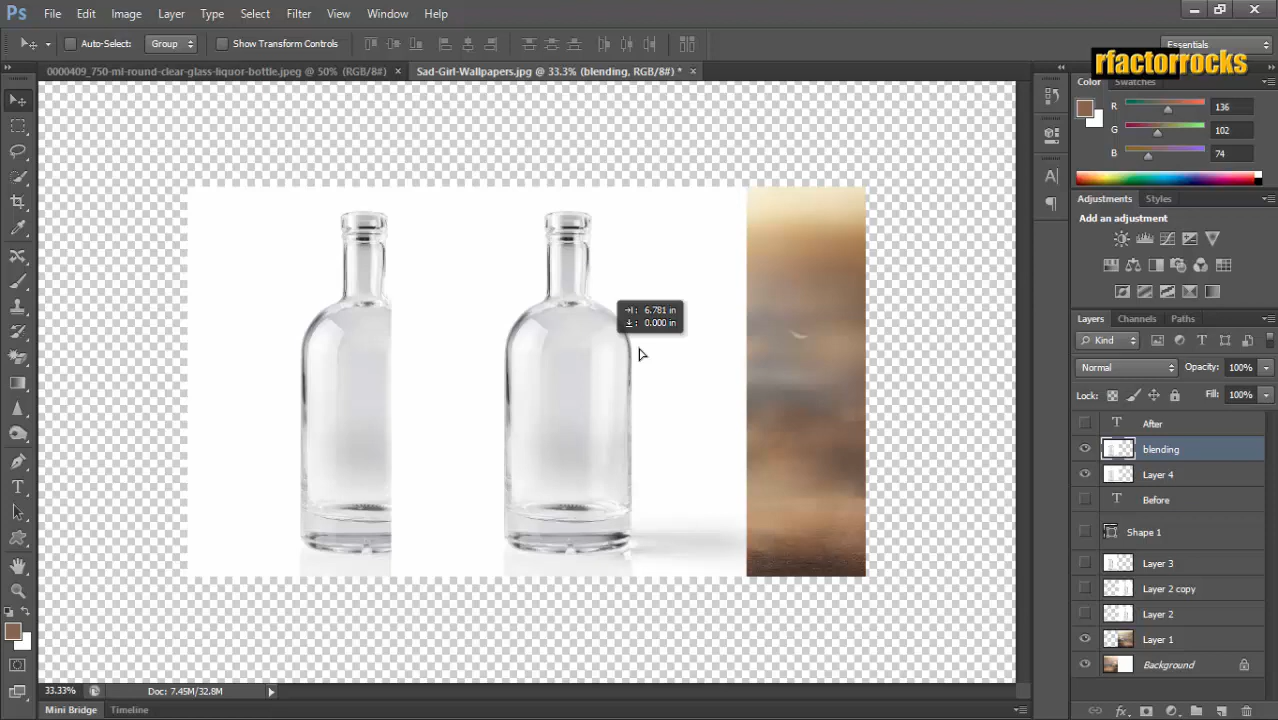 Ps File Edit Image Layer Type Select Filter View Window Help
Auto-Select: Group Show Transform Controls Essentials
rfactorrocks
0000409_750-ml-round-clear-glass-liquor-bottle.jpeg @ 50% (RGB/8#) × Sad-Girl-Wallpapers.jpg @ 33.3% (blending, RGB/8#) * ×
Color Swatches
R 136
G 102
B 74
Adjustments Styles
Add an adjustment
6.781 in
0.000 in
Layers Channels Paths
Kind
Normal Opacity: 100%
Lock: Fill: 100%
T After
blending
Layer 4
T Before
Shape 1
Layer 3
Layer 2 copy
Layer 2
Layer 1
Background
33.33% Doc: 7.45M/32.8M
Mini Bridge Timeline